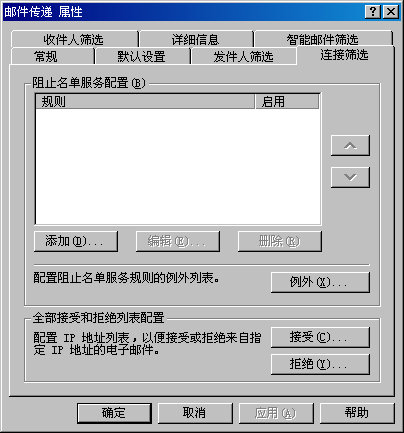 邮件传递 属性
收件人筛选
详细信息
智能邮件筛选
常规
默认设置
发件人筛选
连接筛选
阻止名单服务配置(B)
规则
启用
添加(D)...
编辑(E)...
删除(R)
配置阻止名单服务规则的例外列表。
例外(X)...
全部接受和拒绝列表配置
配置 IP 地址列表，以便接受或拒绝来自指
定 IP 地址的电子邮件。
接受(C)...
拒绝(Y)...
确定
取消
应用(A)
帮助